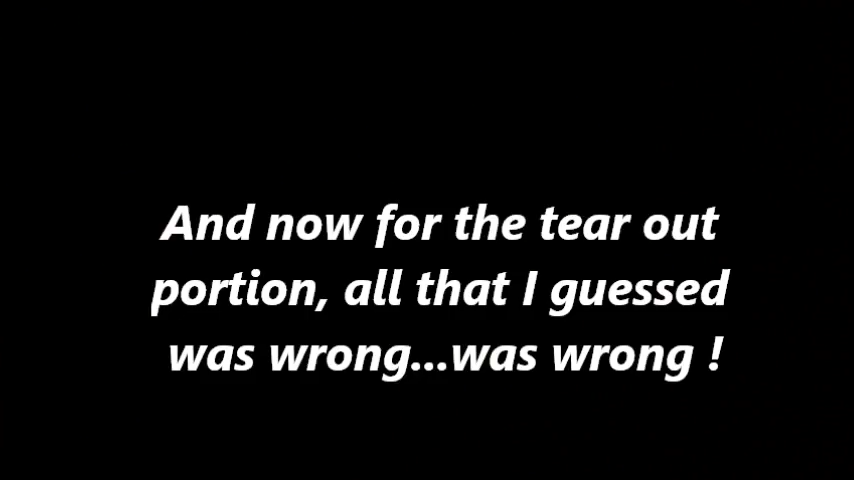 And now for the tear out
portion, all that I guessed
was wrong...was wrong !